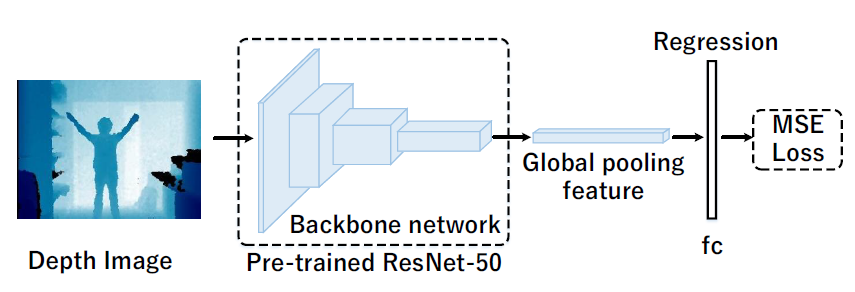 Depth Image
Backbone network
Pre-trained ResNet-50
Global pooling
feature
Regression
fc
MSE
Loss